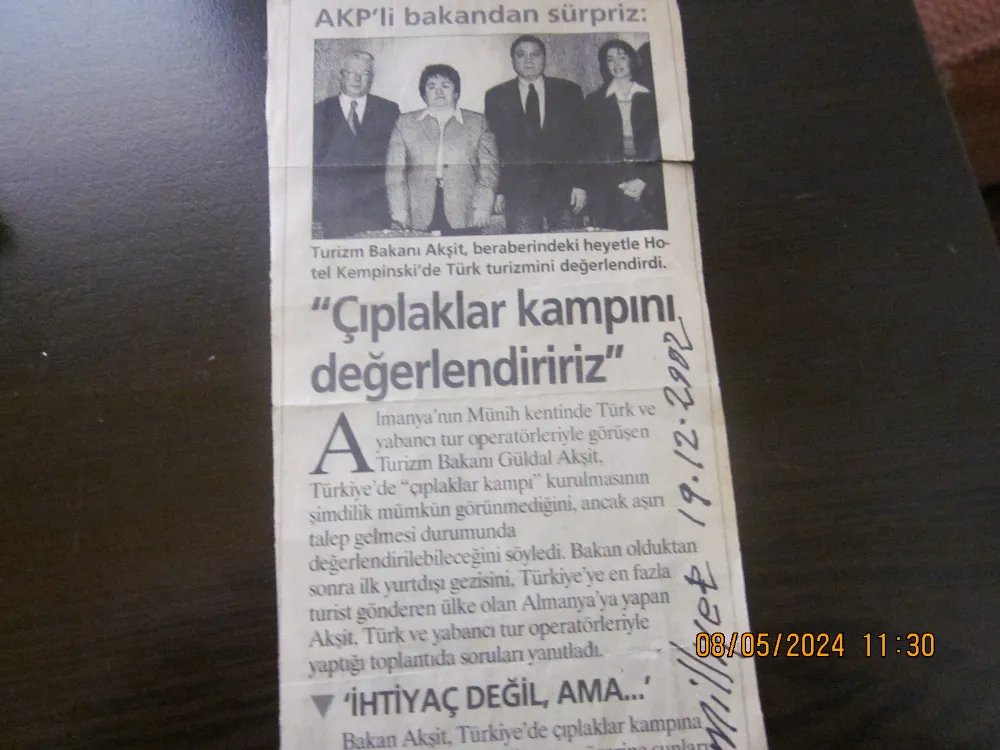 AKP'li bakandan sürpriz:
Turizm Bakanı Akşit, beraberindeki heyetle Ho-
tel Kempinski'de Türk turizmini değerlendirdi.
"Çıplaklar kampını
değerlendiririz"
Almanya'nın Münih kentinde Türk ve
yabancı tur operatörleriyle görüşen
Turizm Bakanı Güldal Akşit,
Türkiye'de "çıplaklar kampı" kurulmasının
şimdilik mümkün görünmediğini, ancak aşırı
talep gelmesi durumunda
değerlendirilebileceğini söyledi. Bakan olduktan
sonra ilk yurtdışı gezisini, Türkiye'ye en fazla
turist gönderen ülke olan Almanya'ya yapan
Akşit, Türk ve yabancı tur operatörleriyle
yaptığı toplantıda soruları yanıtladı.
▼ 'İHTİYAÇ DEĞİL, AMA...'
Bakan Akşit, Türkiye'de çıplaklar kampına
Milliyet 19.12.2002
08/05/2024 11:30